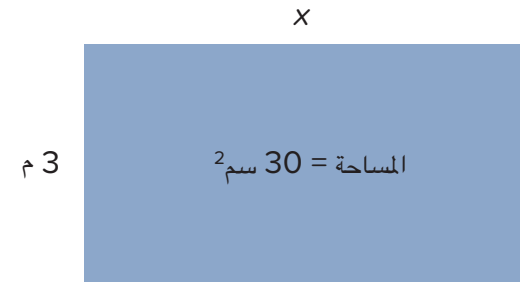 x
3 م
المساحة = 30 سم²